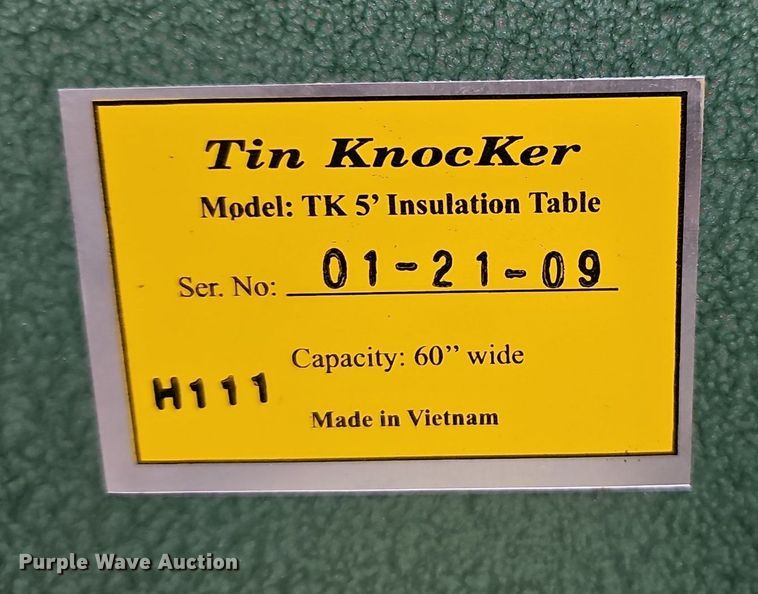 Tin KnocKer
Model: TK 5’ Insulation Table
Ser. No: 01-21-09
Capacity: 60” wide
H111
Made in Vietnam
Purple Wave Auction